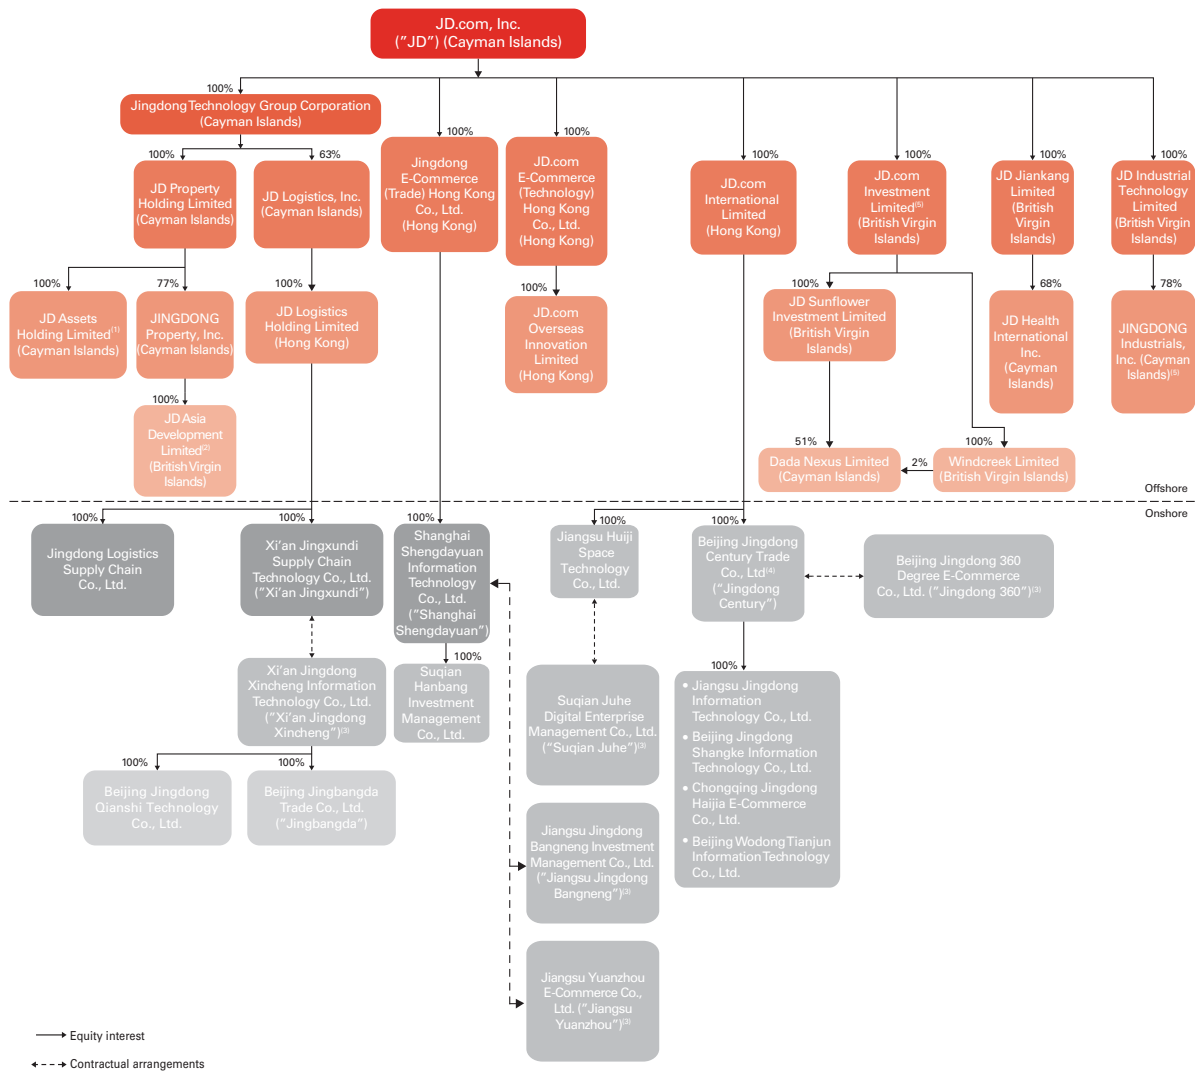 JD.com, Inc.
("JD") (Cayman Islands)
100%
Jingdong Technology Group Corporation
(Cayman Islands)
100%
JD Property
Holding Limited
(Cayman Islands)
63%
JD Logistics, Inc.
(Cayman Islands)
100%
Jingdong
E-Commerce
(Trade) Hong Kong
Co., Ltd.
(Hong Kong)
100%
JD.com
E-Commerce
(Technology)
Hong Kong
Co., Ltd.
(Hong Kong)
100%
JD.com
International
Limited
(Hong Kong)
100%
JD.com
Investment
Limited(5)
(British Virgin
Islands)
100%
JD Jiankang
Limited
(British
Virgin
Islands)
100%
JD Industrial
Technology
Limited
(British Virgin
Islands)
100%
JD Assets
Holding Limited(1)
(Cayman Islands)
77%
JINGDONG
Property, Inc.
(Cayman Islands)
100%
JD Logistics
Holding Limited
(Hong Kong)
100%
JD.com
Overseas
Innovation
Limited
(Hong Kong)
100%
JD Sunflower
Investment Limited
(British Virgin
Islands)
68%
JD Health
International
Inc.
(Cayman
Islands)
78%
JINGDONG
Industrials,
Inc. (Cayman
Islands)(5)
100%
JD Asia
Development
Limited(2)
(British Virgin
Islands)
51%
Dada Nexus Limited
(Cayman Islands)
2%
100%
Windcreek Limited
(British Virgin Islands)
Offshore
Onshore
100%
Jingdong Logistics
Supply Chain
Co., Ltd.
100%
Xi'an Jingxundi
Supply Chain
Technology Co., Ltd.
("Xi'an Jingxundi")
100%
Shanghai
Shengdayuan
Information
Technology
Co., Ltd.
("Shanghai
Shengdayuan")
100%
Jiangsu Huiji
Space
Technology
Co., Ltd.
100%
Beijing Jingdong
Century Trade
Co., Ltd(4)
("Jingdong
Century")
Beijing Jingdong 360
Degree E-Commerce
Co., Ltd. ("Jingdong 360")(3)
Xi'an Jingdong
Xincheng Information
Technology Co., Ltd.
("Xi'an Jingdong
Xincheng")(3)
100%
Suqian
Hanbang
Investment
Management
Co., Ltd.
Suqian Juhe
Digital Enterprise
Management Co., Ltd.
("Suqian Juhe")(3)
100%
• Jiangsu Jingdong
Information
Technology Co., Ltd.
• Beijing Jingdong
Shangke Information
Technology Co., Ltd.
• Chongqing Jingdong
Haijia E-Commerce
Co., Ltd.
• Beijing Wodong Tianjun
Information Technology
Co., Ltd.
100%
Beijing Jingdong
Qianshi Technology
Co., Ltd.
100%
Beijing Jingbangda
Trade Co., Ltd.
("Jingbangda")
Jiangsu Jingdong
Bangneng Investment
Management Co., Ltd.
("Jiangsu Jingdong
Bangneng")(3)
Jiangsu Yuanzhou
E-Commerce Co.,
Ltd. ("Jiangsu
Yuanzhou")(3)
Equity interest
Contractual arrangements